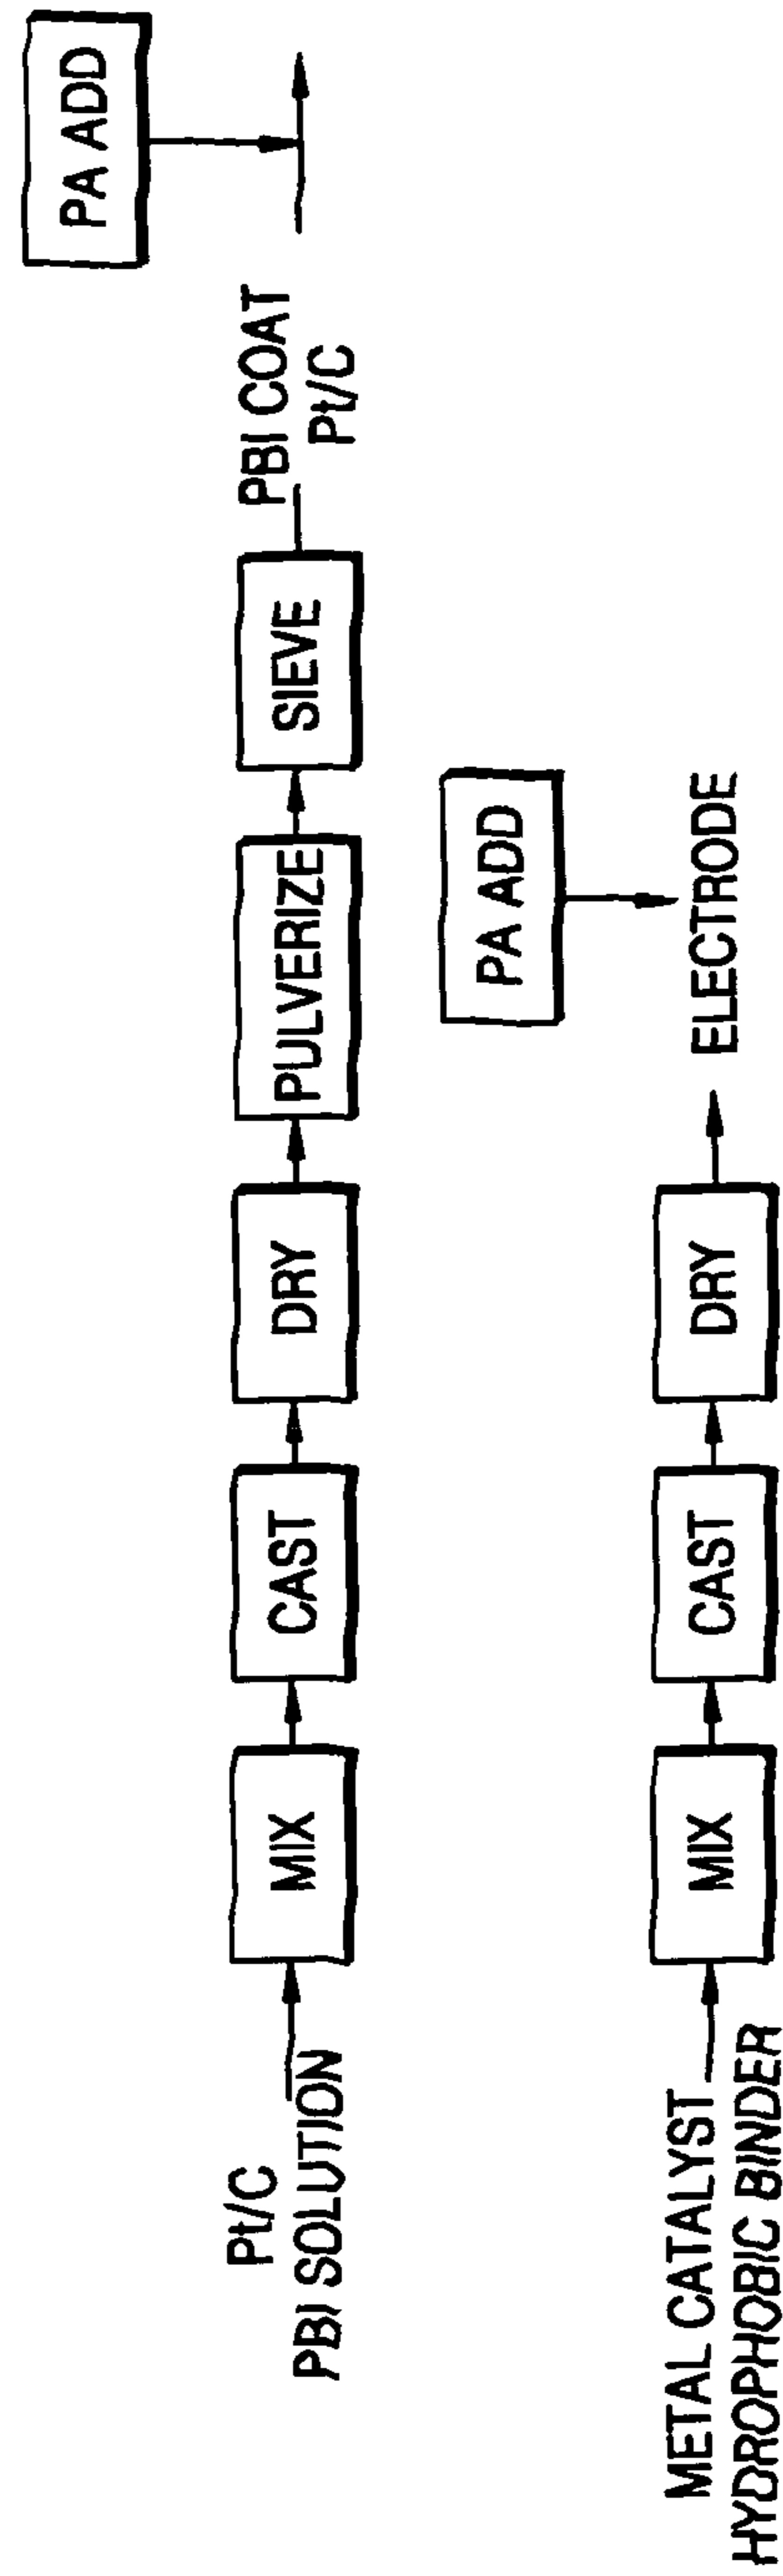 Pt/C
PBI SOLUTION
MIX
CAST
DRY
PULVERIZE
SIEVE
PBI COAT
Pt/C
PA ADD
METAL CATALYST
HYDROPHOBIC BINDER
MIX
CAST
DRY
ELECTRODE
PA ADD